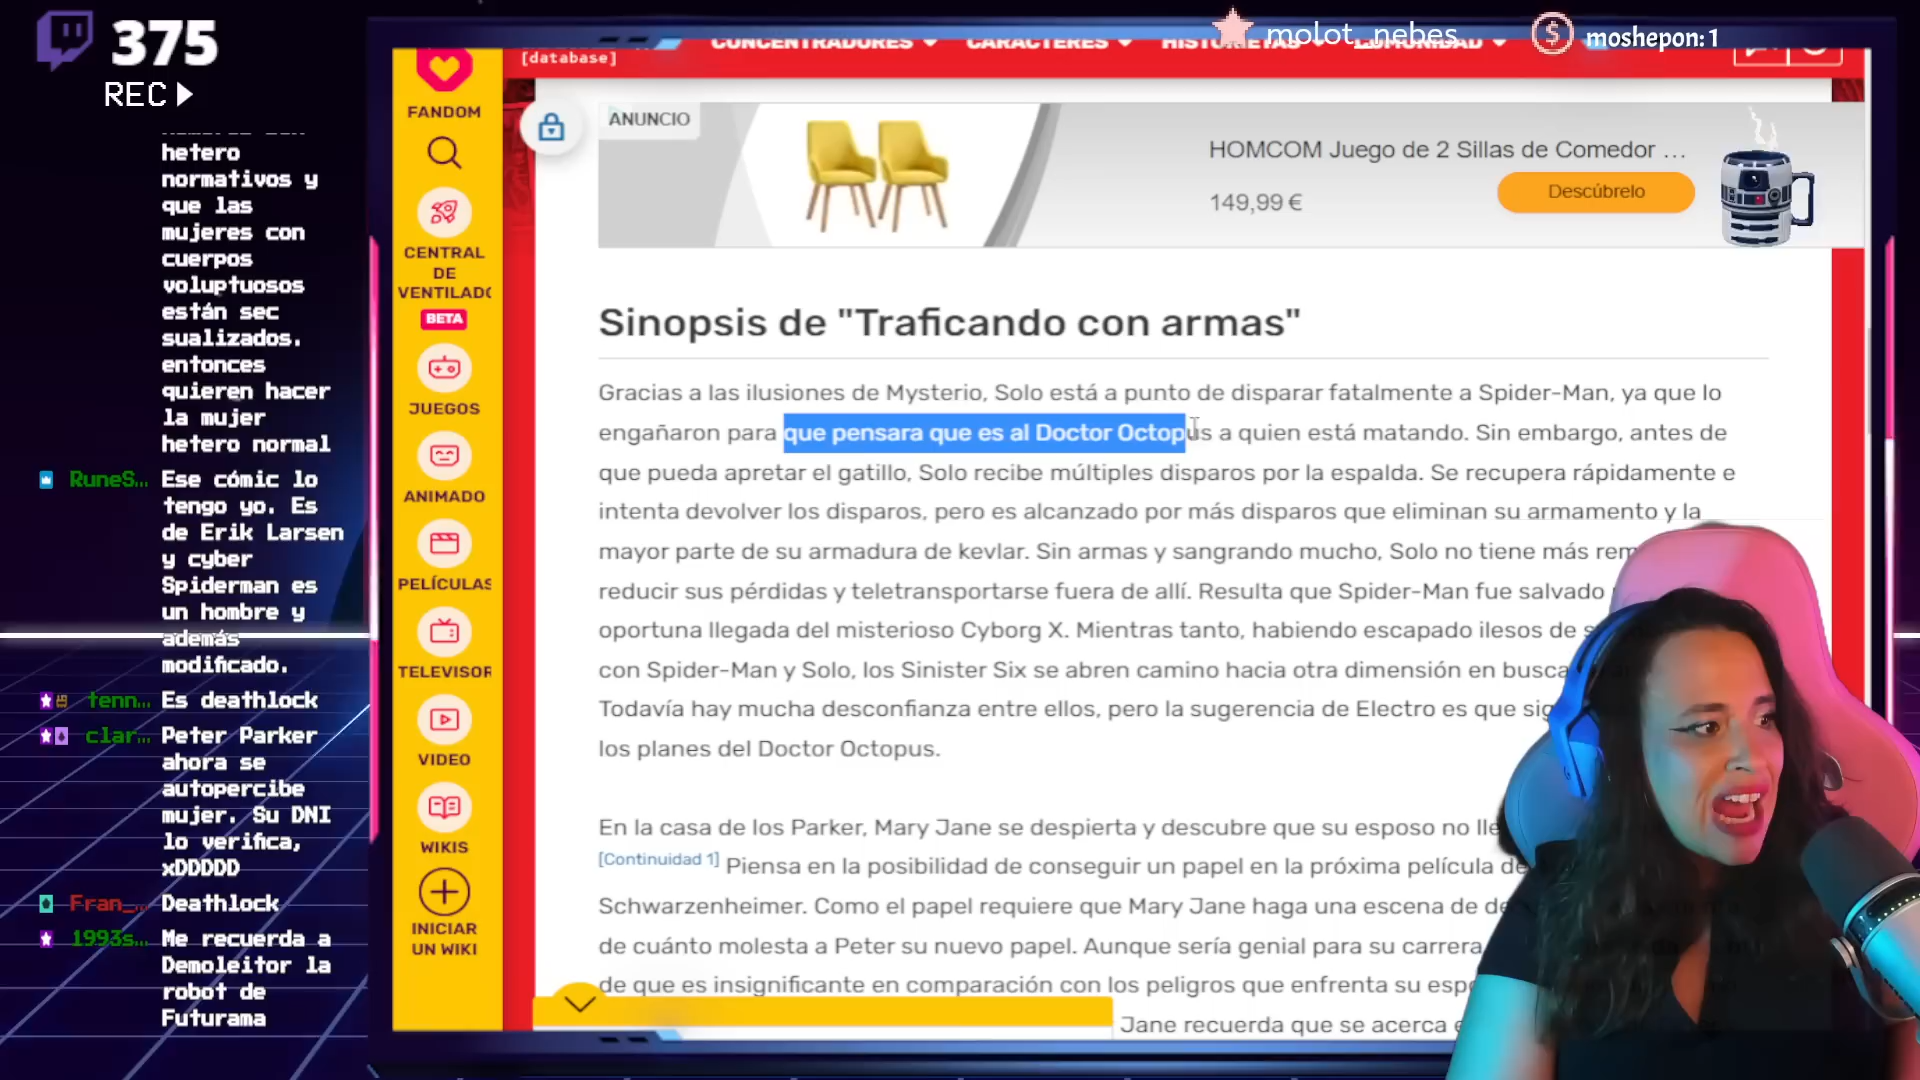 375
REC
hetero
normativos y
que las
mujeres con
cuerpos
voluptuosos
están sec
sualizados.
entonces
quieren hacer
la mujer
hetero normal
RuneS... Ese cómic lo
tengo yo. Es
de Erik Larsen
y cyber
Spiderman es
un hombre y
además
modificado.
tenn... Es deathlock
clar... Peter Parker
ahora se
autopercibe
mujer. Su DNI
lo verifica,
xDDDDD
Fran_... Deathlock
1993s... Me recuerda a
Demoleitor la
robot de
Futurama
molot_nebes
moshepon: 1
CONCENTRADORES CARACTERES HISTORIETAS COMUNIDAD
[database]
FANDOM
CENTRAL
DE
VENTILADO
BETA
JUEGOS
ANIMADO
PELÍCULAS
TELEVISOR
VIDEO
WIKIS
INICIAR
UN WIKI
ANUNCIO
HOMCOM Juego de 2 Sillas de Comedor ...
149,99 €
Descúbrelo
Sinopsis de "Traficando con armas"
Gracias a las ilusiones de Mysterio, Solo está a punto de disparar fatalmente a Spider-Man, ya que lo
engañaron para que pensara que es al Doctor Octopus a quien está matando. Sin embargo, antes de
que pueda apretar el gatillo, Solo recibe múltiples disparos por la espalda. Se recupera rápidamente e
intenta devolver los disparos, pero es alcanzado por más disparos que eliminan su armamento y la
mayor parte de su armadura de kevlar. Sin armas y sangrando mucho, Solo no tiene más rem
reducir sus pérdidas y teletransportarse fuera de allí. Resulta que Spider-Man fue salvado
oportuna llegada del misterioso Cyborg X. Mientras tanto, habiendo escapado ilesos de s
con Spider-Man y Solo, los Sinister Six se abren camino hacia otra dimensión en busca
Todavía hay mucha desconfianza entre ellos, pero la sugerencia de Electro es que sig
los planes del Doctor Octopus.
En la casa de los Parker, Mary Jane se despierta y descubre que su esposo no lle
[Continuidad 1] Piensa en la posibilidad de conseguir un papel en la próxima película de
Schwarzenheimer. Como el papel requiere que Mary Jane haga una escena de de
de cuánto molesta a Peter su nuevo papel. Aunque sería genial para su carrera
de que es insignificante en comparación con los peligros que enfrenta su espo
Jane recuerda que se acerca e